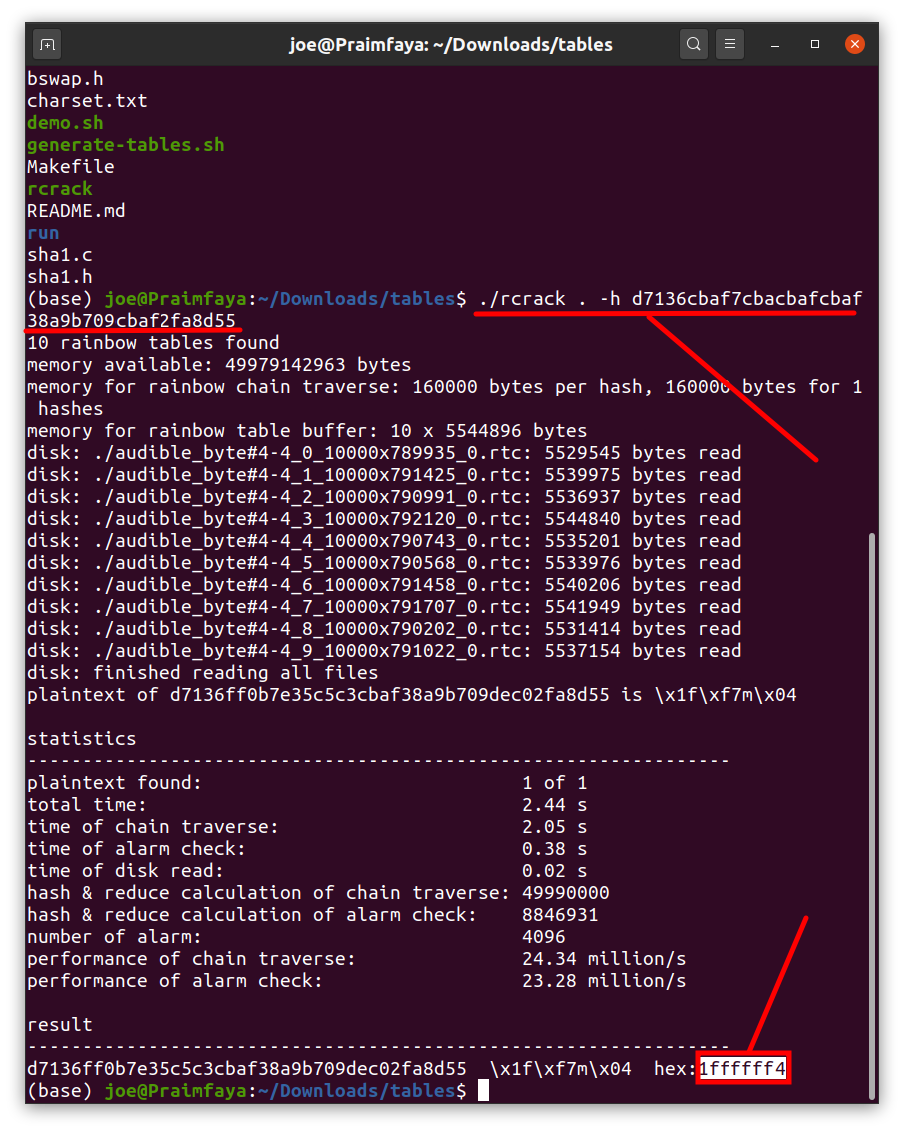 joe@Praimfaya: ~/Downloads/tables
bswap.h
charset.txt
demo.sh
generate-tables.sh
Makefile
rcrack
README.md
run
sha1.c
sha1.h
(base) joe@Praimfaya:~/Downloads/tables$ ./rcrack . -h d7136cbaf7cbacbafcbaf
38a9b709cbaf2fa8d55
10 rainbow tables found
memory available: 49979142963 bytes
memory for rainbow chain traverse: 160000 bytes per hash, 160000 bytes for 1
 hashes
memory for rainbow table buffer: 10 x 5544896 bytes
disk: ./audible_byte#4-4_0_10000x789935_0.rtc: 5529545 bytes read
disk: ./audible_byte#4-4_1_10000x791425_0.rtc: 5539975 bytes read
disk: ./audible_byte#4-4_2_10000x790991_0.rtc: 5536937 bytes read
disk: ./audible_byte#4-4_3_10000x792120_0.rtc: 5544840 bytes read
disk: ./audible_byte#4-4_4_10000x790743_0.rtc: 5535201 bytes read
disk: ./audible_byte#4-4_5_10000x790568_0.rtc: 5533976 bytes read
disk: ./audible_byte#4-4_6_10000x791458_0.rtc: 5540206 bytes read
disk: ./audible_byte#4-4_7_10000x791707_0.rtc: 5541949 bytes read
disk: ./audible_byte#4-4_8_10000x790202_0.rtc: 5531414 bytes read
disk: ./audible_byte#4-4_9_10000x791022_0.rtc: 5537154 bytes read
disk: finished reading all files
plaintext of d7136ff0b7e35c5c3cbaf38a9b709dec02fa8d55 is \x1f\xf7m\x04
statistics
----------------------------------------------------------------
plaintext found: 1 of 1
total time: 2.44 s
time of chain traverse: 2.05 s
time of alarm check: 0.38 s
time of disk read: 0.02 s
hash & reduce calculation of chain traverse: 49990000
hash & reduce calculation of alarm check: 8846931
number of alarm: 4096
performance of chain traverse: 24.34 million/s
performance of alarm check: 23.28 million/s
result
----------------------------------------------------------------
d7136ff0b7e35c5c3cbaf38a9b709dec02fa8d55  \x1f\xf7m\x04  hex:1ffffff4
(base) joe@Praimfaya:~/Downloads/tables$